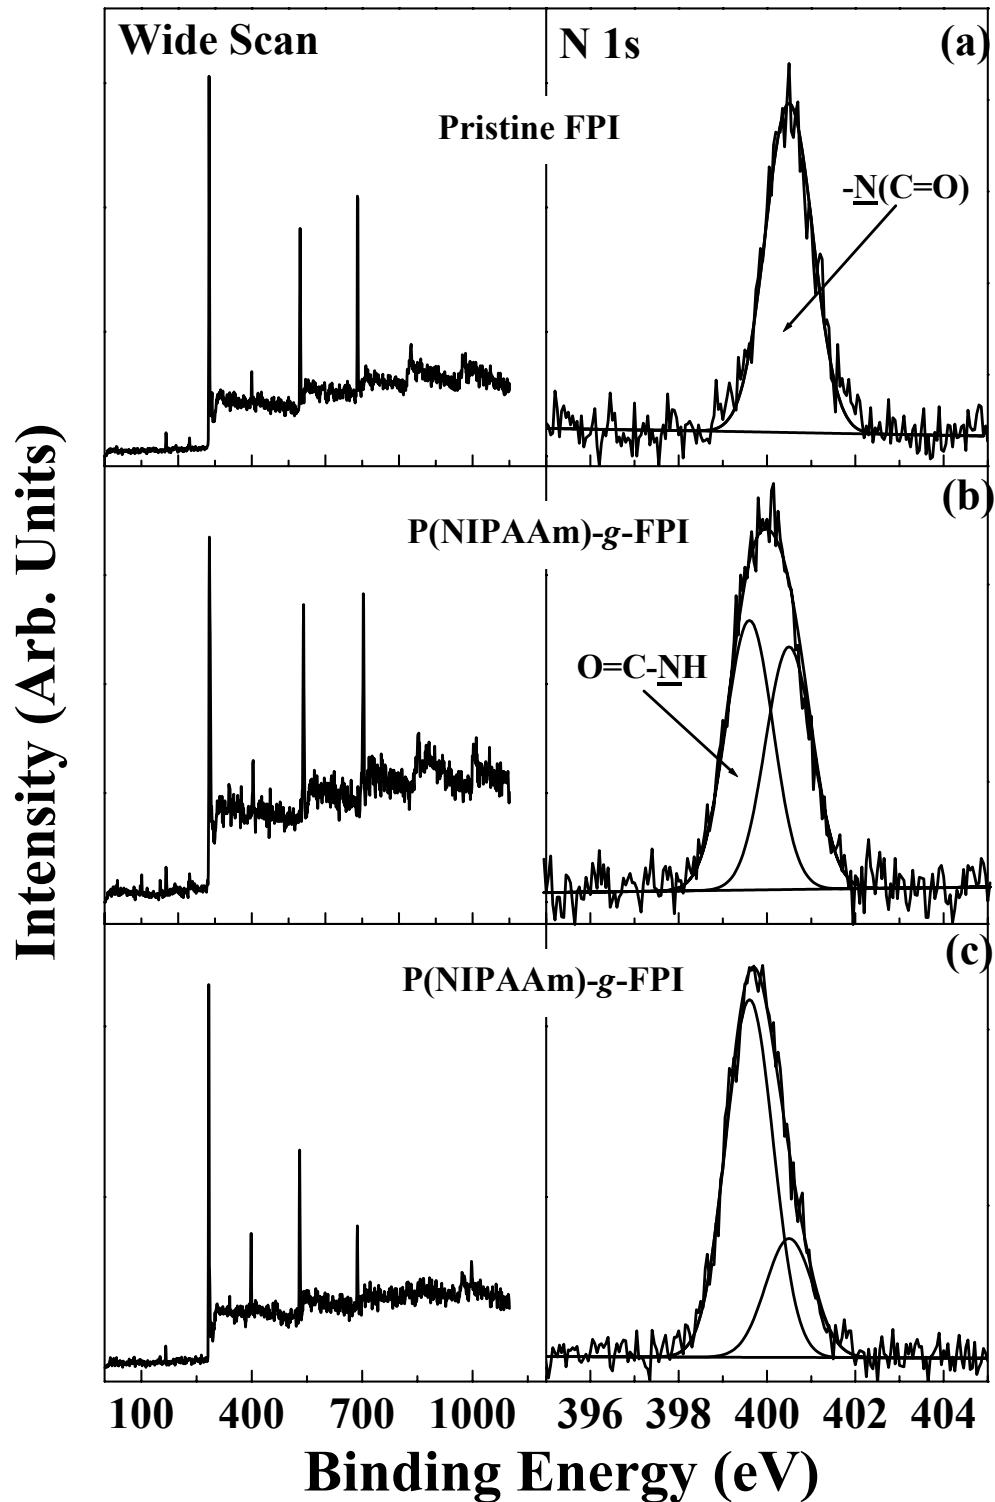 Wide Scan
N 1s
(a)
Pristine FPI
-N(C=O)
(b)
P(NIPAAm)-g-FPI
O=C-NH
(c)
P(NIPAAm)-g-FPI
Intensity (Arb. Units)
100 400 700 1000 396 398 400 402 404
Binding Energy (eV)